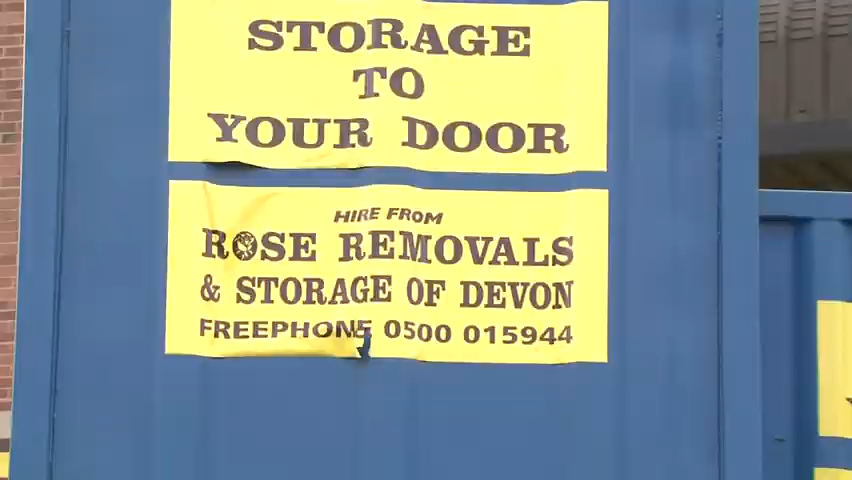 STORAGE
TO
YOUR DOOR
HIRE FROM
ROSE REMOVALS
& STORAGE OF DEVON
FREEPHONE 0500 015944